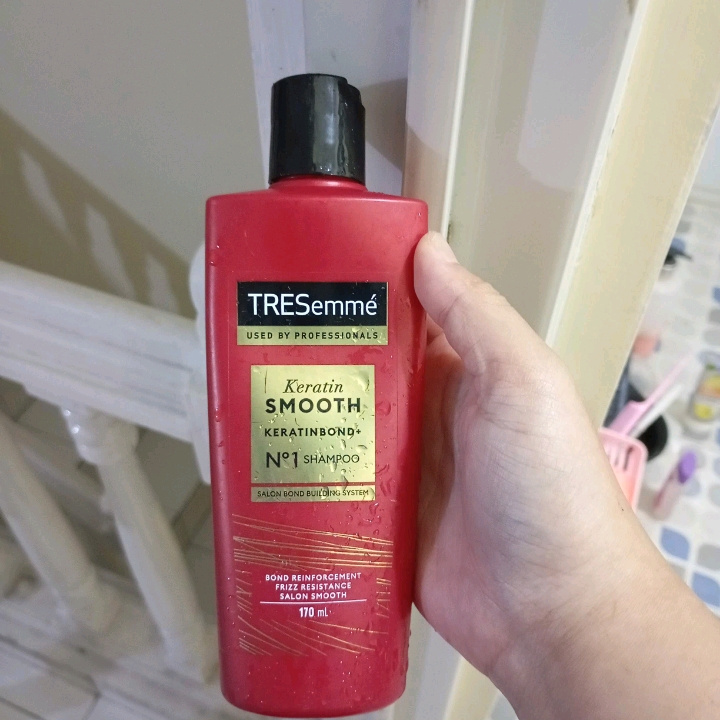 TRESemmé
USED BY PROFESSIONALS
Keratin
SMOOTH
KERATINBOND+
Nº1 SHAMPOO
SALON BOND BUILDING SYSTEM
BOND REINFORCEMENT
FRIZZ RESISTANCE
SALON SMOOTH
170 mL